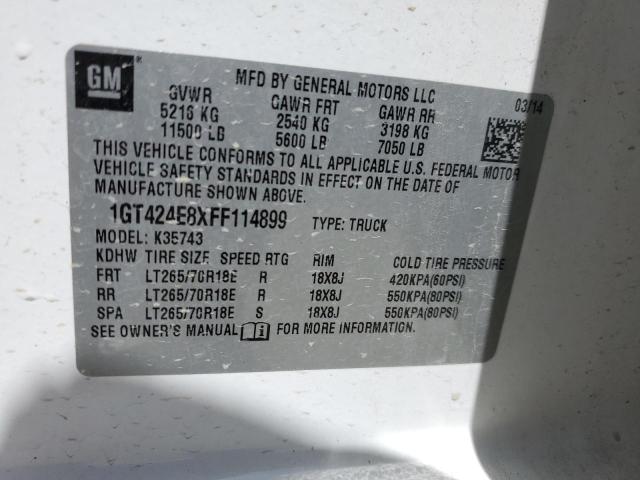 GM
MFD BY GENERAL MOTORS LLC
03/14
GVWR GAWR FRT GAWR RR
5216 KG 2540 KG 3198 KG
11500 LB 5600 LB 7050 LB
THIS VEHICLE CONFORMS TO ALL APPLICABLE U.S. FEDERAL MOTOR
VEHICLE SAFETY STANDARDS IN EFFECT ON THE DATE OF
MANUFACTURE SHOWN ABOVE.
1GT424E8XFF114899 TYPE: TRUCK
MODEL: K35743
KDHW TIRE SIZE SPEED RTG RIM COLD TIRE PRESSURE
FRT LT265/70R18E R 18X8J 420KPA(60PSI)
RR LT265/70R18E R 18X8J 550KPA(80PSI)
SPA LT265/70R18E S 18X8J 550KPA(80PSI)
SEE OWNER'S MANUAL FOR MORE INFORMATION.